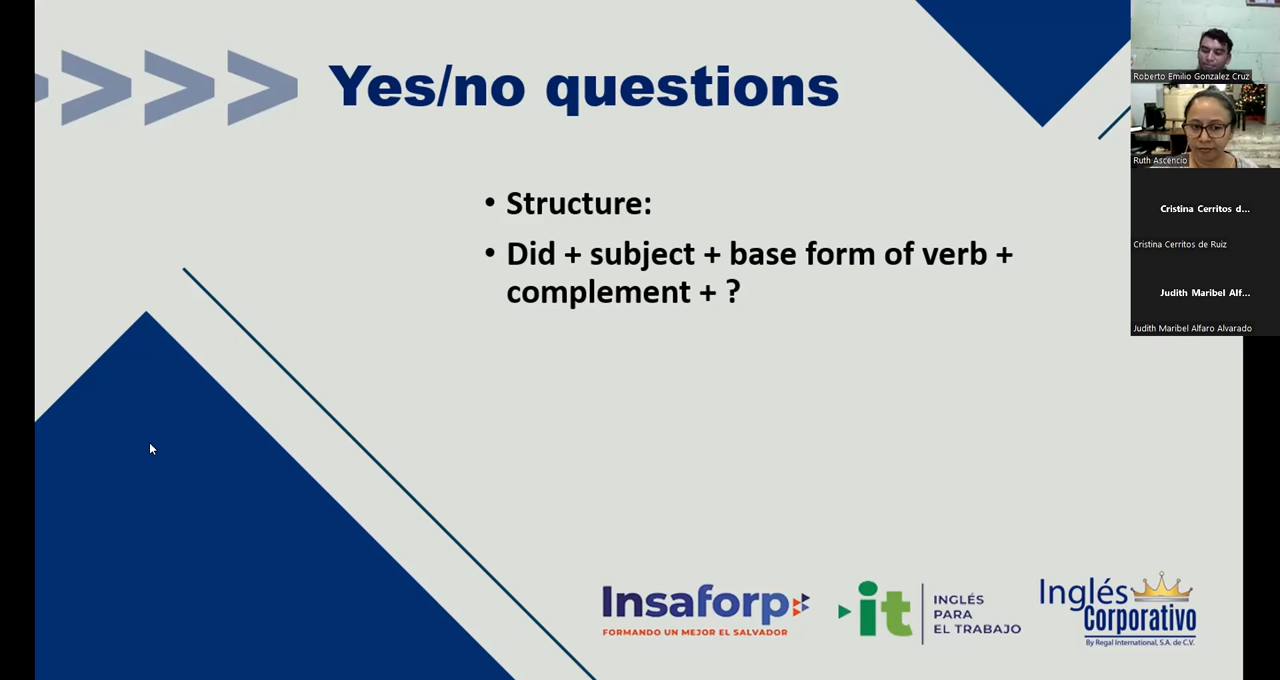 Yes/no questions
• Structure:
• Did + subject + base form of verb +
complement + ?
Insaforp
FORMANDO UN MEJOR EL SALVADOR
it
INGLÉS
PARA
EL TRABAJO
Inglés
Corporativo
By Regal International, S.A. de C.V.
Roberto Emilio Gonzalez Cruz
Ruth Ascencio
Cristina Cerritos d...
Cristina Cerritos de Ruiz
Judith Maribel Alf...
Judith Maribel Alfaro Alvarado